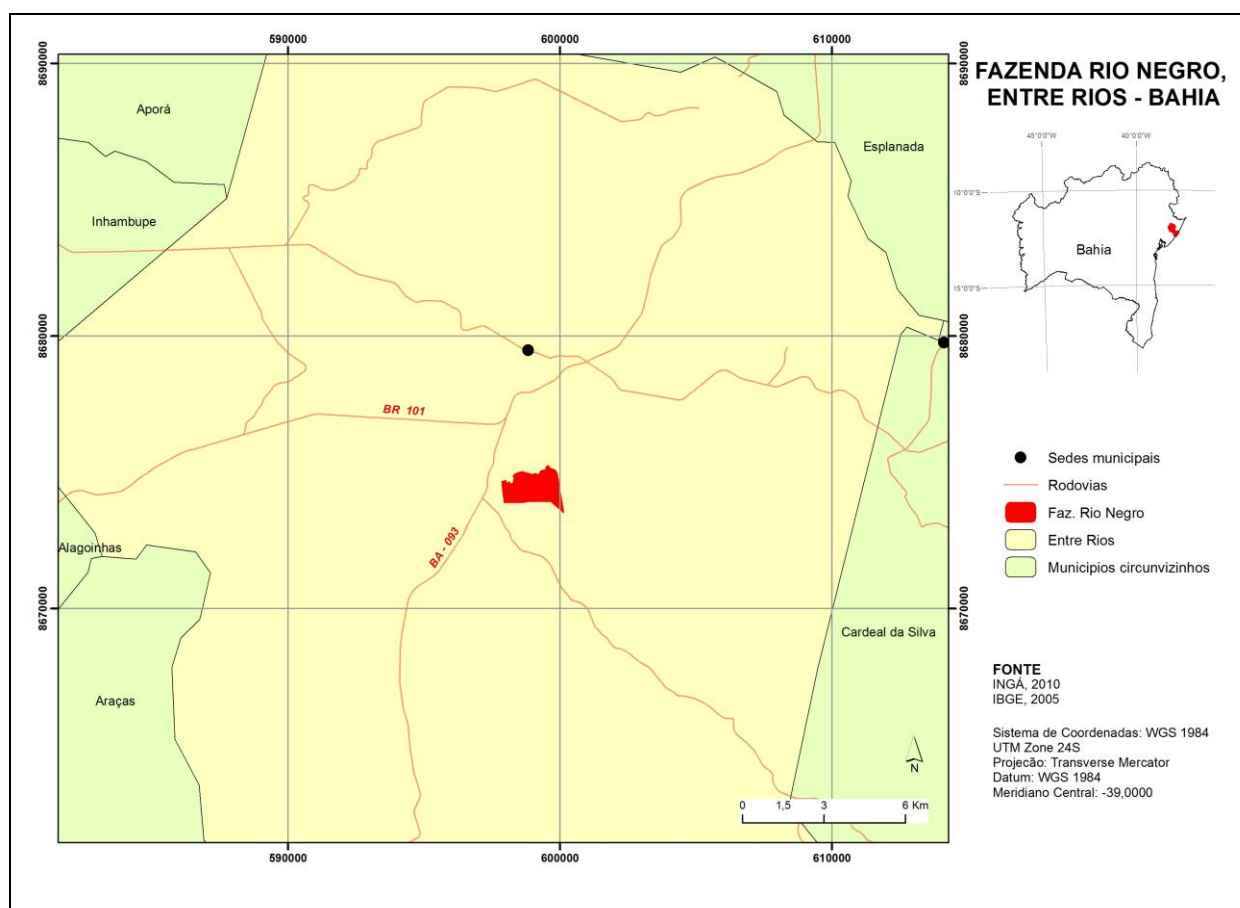 590000
600000
610000
8690000
8690000
FAZENDA RIO NEGRO,
ENTRE RIOS - BAHIA
Aporá
Esplanada
Inhambupe
45°0'0"W
40°0'0"W
10°0'0"S
Bahia
15°0'0"S
8680000
8680000
BR 101
BA - 093
Alagoinhas
Sedes municipais
Rodovias
Faz. Rio Negro
Entre Rios
Municipios circunvizinhos
8670000
8670000
Cardeal da Silva
Araças
FONTE
INGÁ, 2010
IBGE, 2005
Sistema de Coordenadas: WGS 1984
UTM Zone 24S
Projecão: Transverse Mercator
Datum: WGS 1984
Meridiano Central: -39,0000
N
0 1,5 3 6 Km
590000
600000
610000